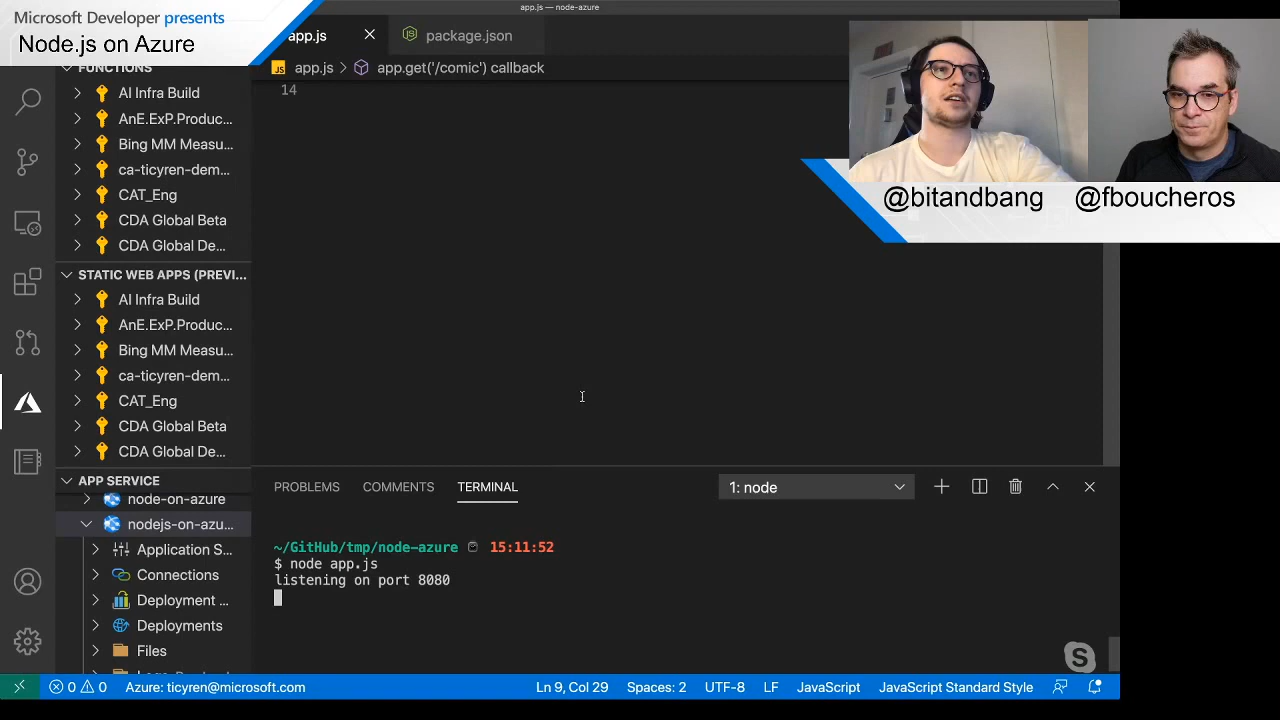 Microsoft Developer presents
Node.js on Azure
app.js — node-azure
app.js
package.json
JS app.js > app.get('/comic') callback
14
@bitandbang
@fboucheros
FUNCTIONS
AI Infra Build
AnE.ExP.Produc...
Bing MM Measu...
ca-ticyren-dem...
CAT_Eng
CDA Global Beta
CDA Global De...
STATIC WEB APPS (PREVI...
AI Infra Build
AnE.ExP.Produc...
Bing MM Measu...
ca-ticyren-dem...
CAT_Eng
CDA Global Beta
CDA Global De...
APP SERVICE
node-on-azure
nodejs-on-azu...
Application S...
Connections
Deployment ...
Deployments
Files
PROBLEMS
COMMENTS
TERMINAL
1: node
~/GitHub/tmp/node-azure 15:11:52
$ node app.js
listening on port 8080
S
0 0
Azure: ticyren@microsoft.com
Ln 9, Col 29
Spaces: 2
UTF-8
LF
JavaScript
JavaScript Standard Style